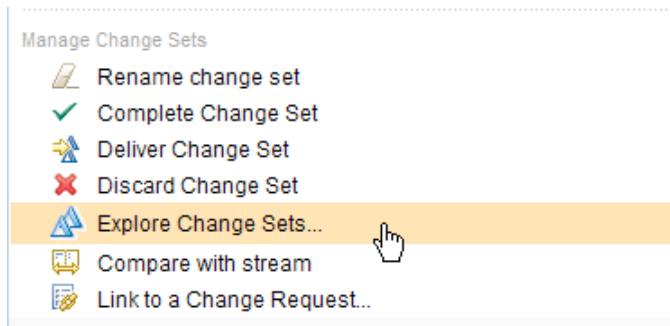 Manage Change Sets
Rename change set
Complete Change Set
Deliver Change Set
Discard Change Set
Explore Change Sets...
Compare with stream
Link to a Change Request...